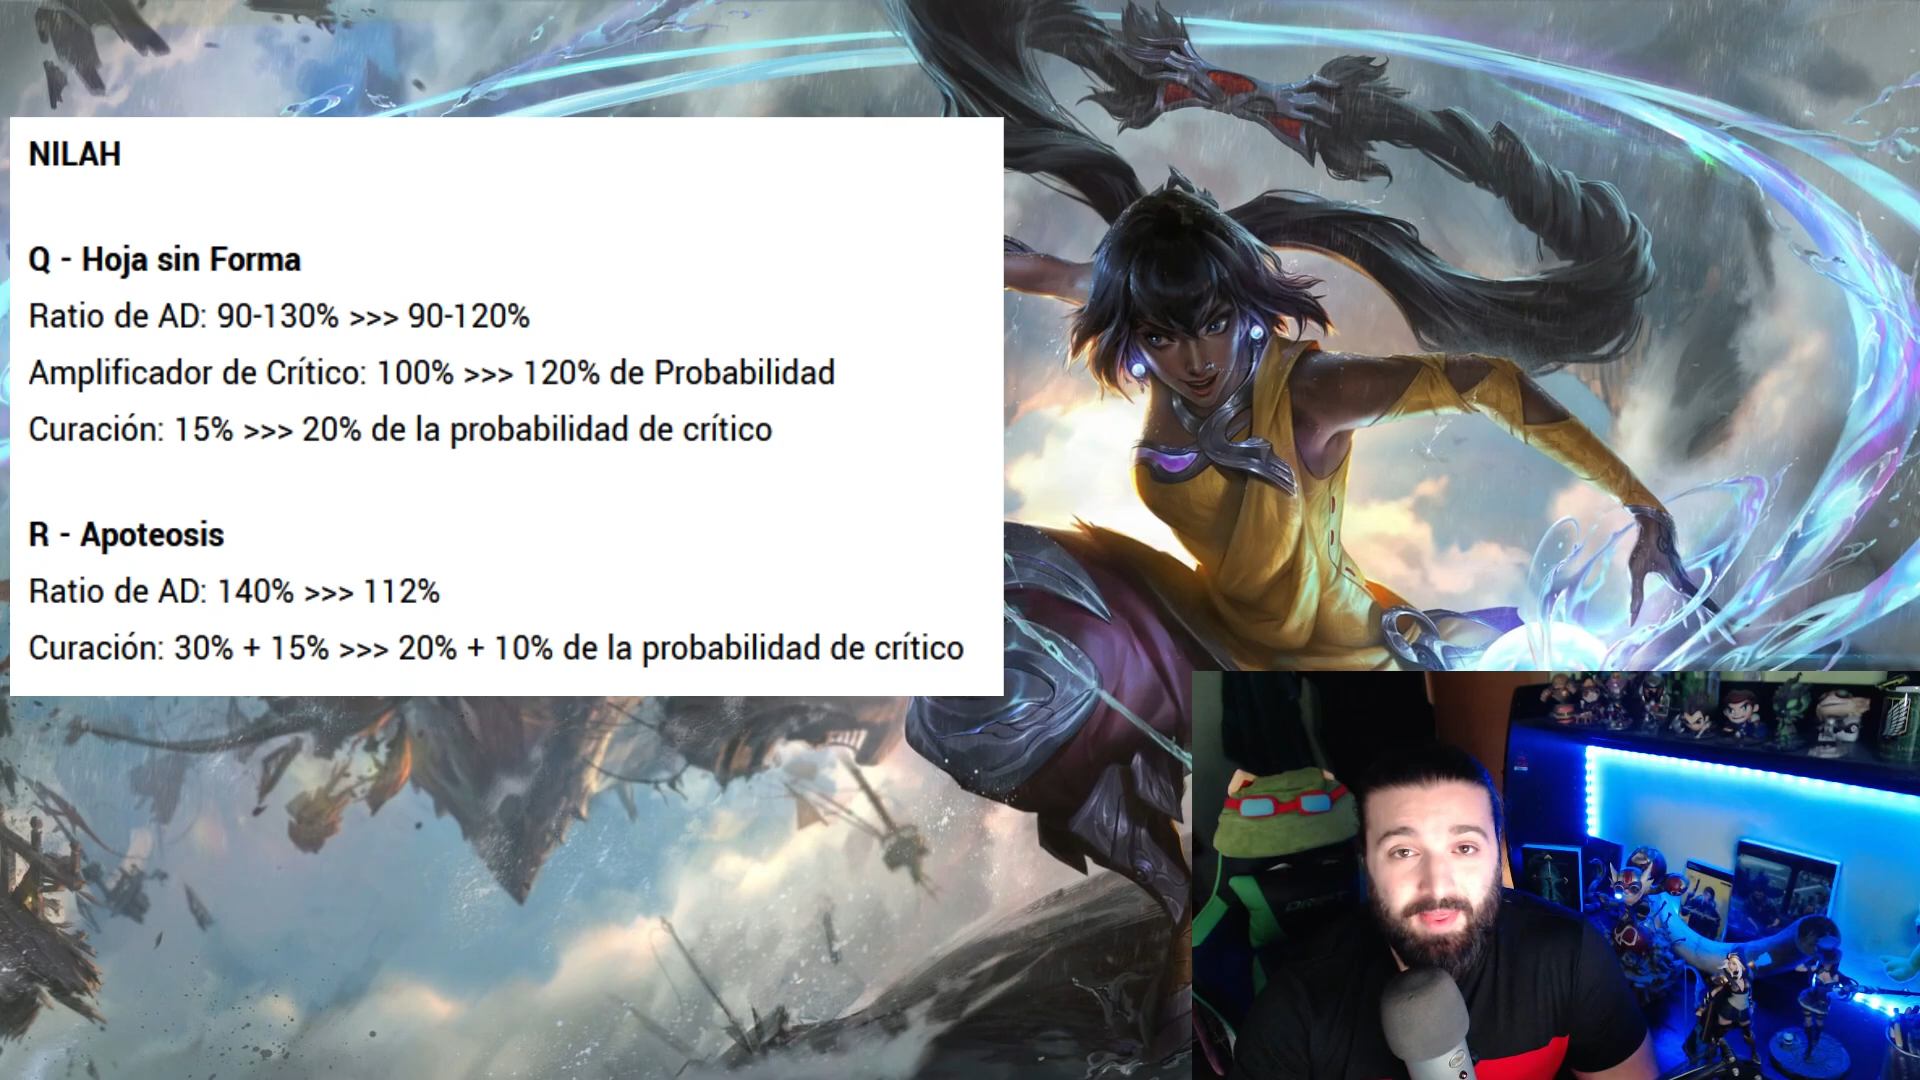 NILAH
Q - Hoja sin Forma
Ratio de AD: 90-130% >>> 90-120%
Amplificador de Crítico: 100% >>> 120% de Probabilidad
Curación: 15% >>> 20% de la probabilidad de crítico
R - Apoteosis
Ratio de AD: 140% >>> 112%
Curación: 30% + 15% >>> 20% + 10% de la probabilidad de crítico